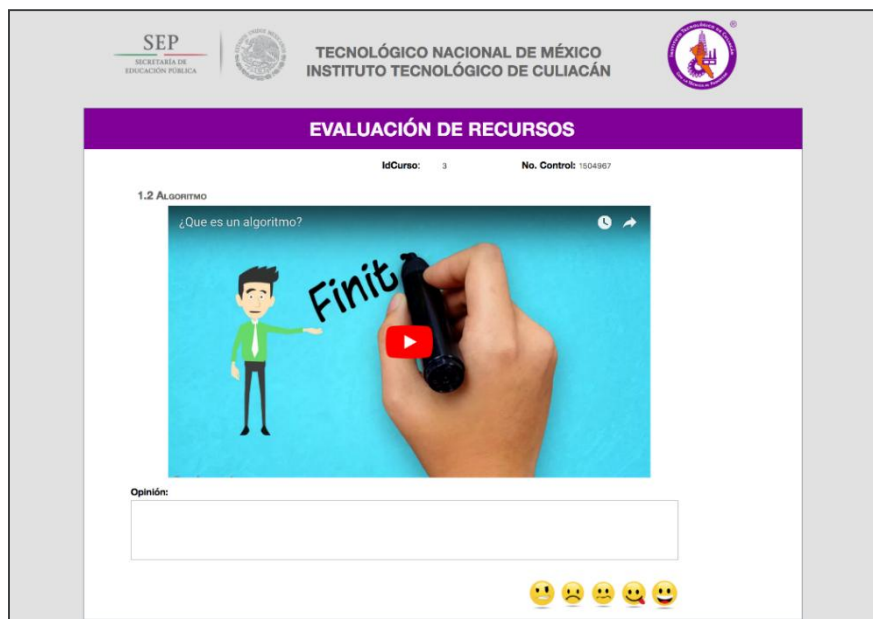 SEP
SECRETARÍA DE
EDUCACIÓN PÚBLICA
TECNOLÓGICO NACIONAL DE MÉXICO
INSTITUTO TECNOLÓGICO DE CULIACÁN
®
EVALUACIÓN DE RECURSOS
IdCurso: 3 No. Control: 1504967
1.2 ALGORITMO
¿Que es un algoritmo?
Finit
Opinión: